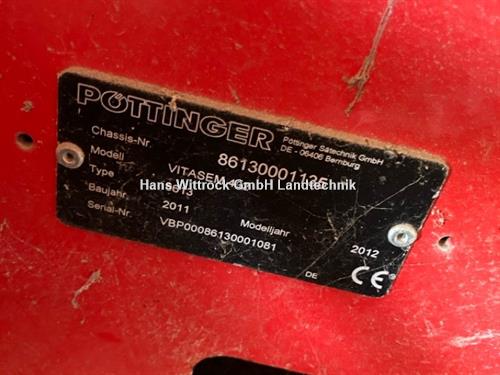 PÖTTINGER
Pöttinger Sätechnik GmbH
DE - 06406 Bernburg
Chassis-Nr.
Modell VITASEM
Type
Baujahr 2011 Modelljahr 2012
Serial-Nr. VBP00086130001081
DE CE
Hans Wittrock GmbH Landtechnik